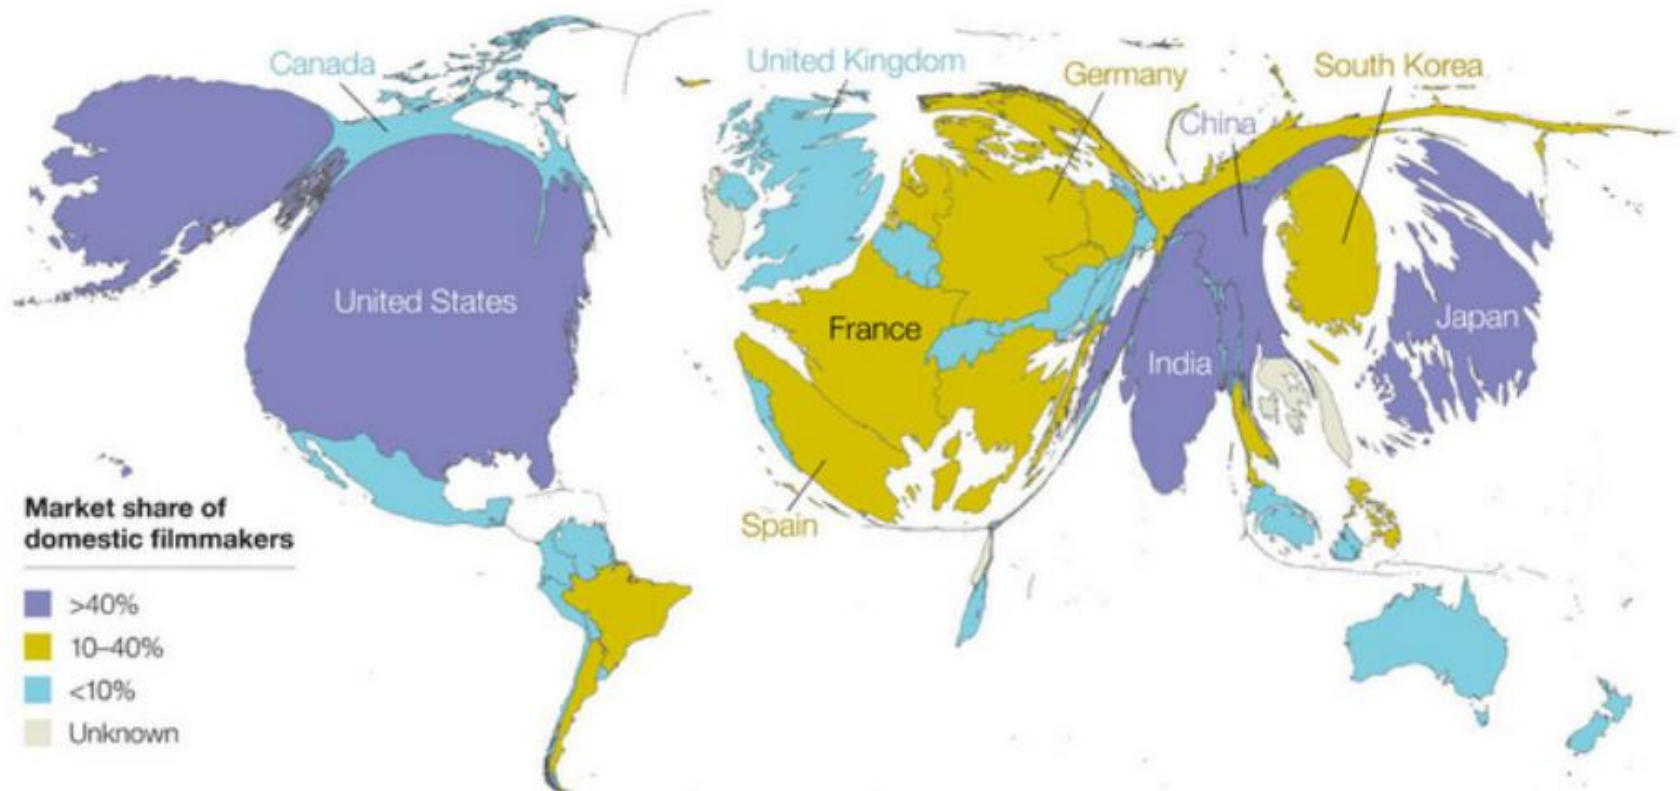 Canada
United Kingdom
Germany
South Korea
China
United States
France
India
Japan
Spain
Market share of
domestic filmmakers
>40%
10–40%
<10%
Unknown